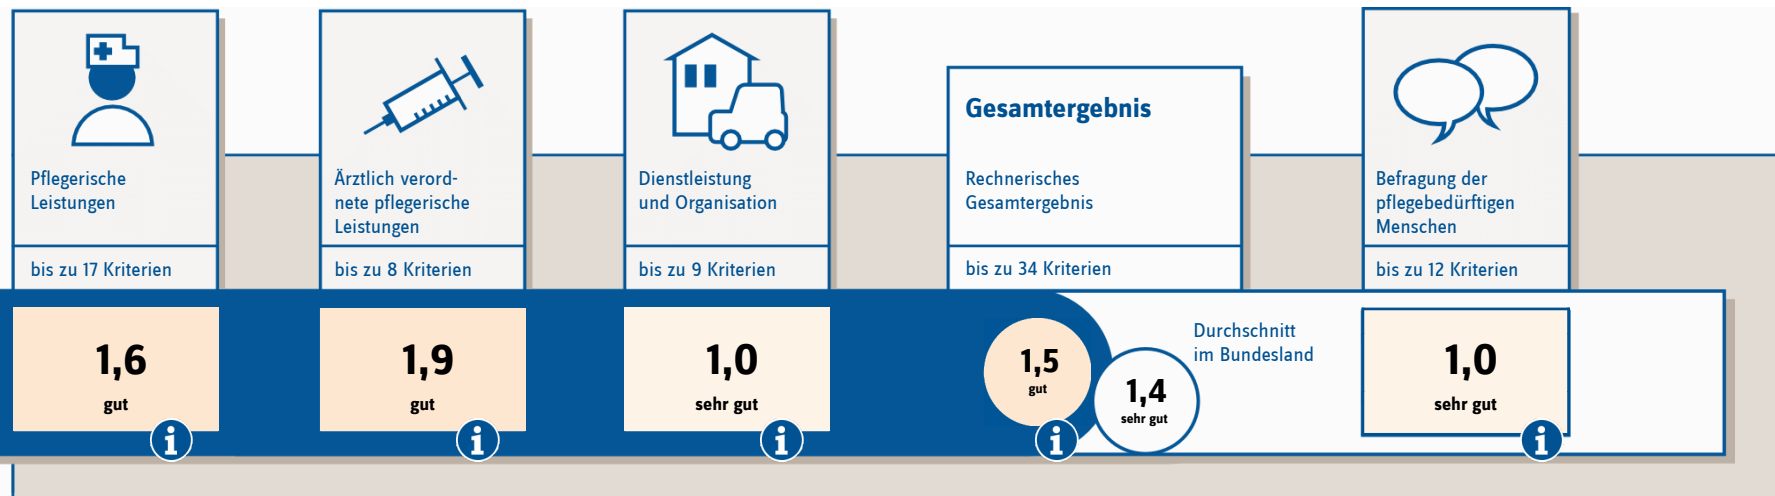 Pflegerische
Leistungen
bis zu 17 Kriterien
1,6
gut
i
Ärztlich verord-
nete pflegerische
Leistungen
bis zu 8 Kriterien
1,9
gut
i
Dienstleistung
und Organisation
bis zu 9 Kriterien
1,0
sehr gut
i
Gesamtergebnis
Rechnerisches
Gesamtergebnis
bis zu 34 Kriterien
1,5
gut
i
1,4
sehr gut
Durchschnitt
im Bundesland
Befragung der
pflegebedürftigen
Menschen
bis zu 12 Kriterien
1,0
sehr gut
i